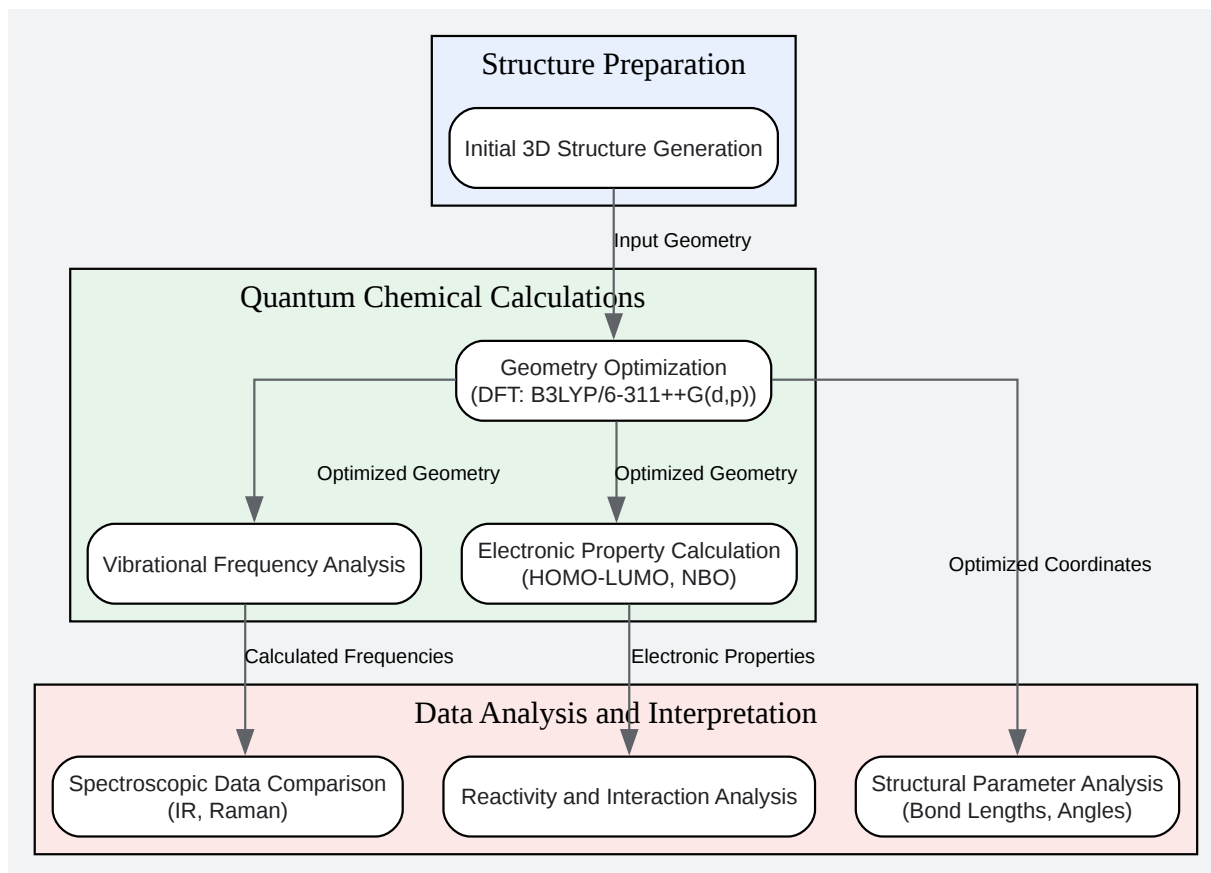 Structure Preparation
Initial 3D Structure Generation
Input Geometry
Quantum Chemical Calculations
Geometry Optimization
(DFT: B3LYP/6-311++G(d,p))
Optimized Geometry
Optimized Geometry
Vibrational Frequency Analysis
Electronic Property Calculation
(HOMO-LUMO, NBO)
Optimized Coordinates
Calculated Frequencies
Electronic Properties
Data Analysis and Interpretation
Spectroscopic Data Comparison
(IR, Raman)
Reactivity and Interaction Analysis
Structural Parameter Analysis
(Bond Lengths, Angles)